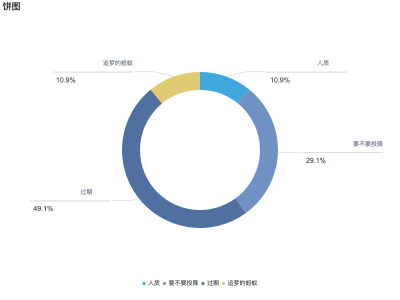 饼图
追梦的蚂蚁
10.9%
人质
10.9%
要不要投降
29.1%
过期
49.1%
人质 要不要投降 过期 追梦的蚂蚁